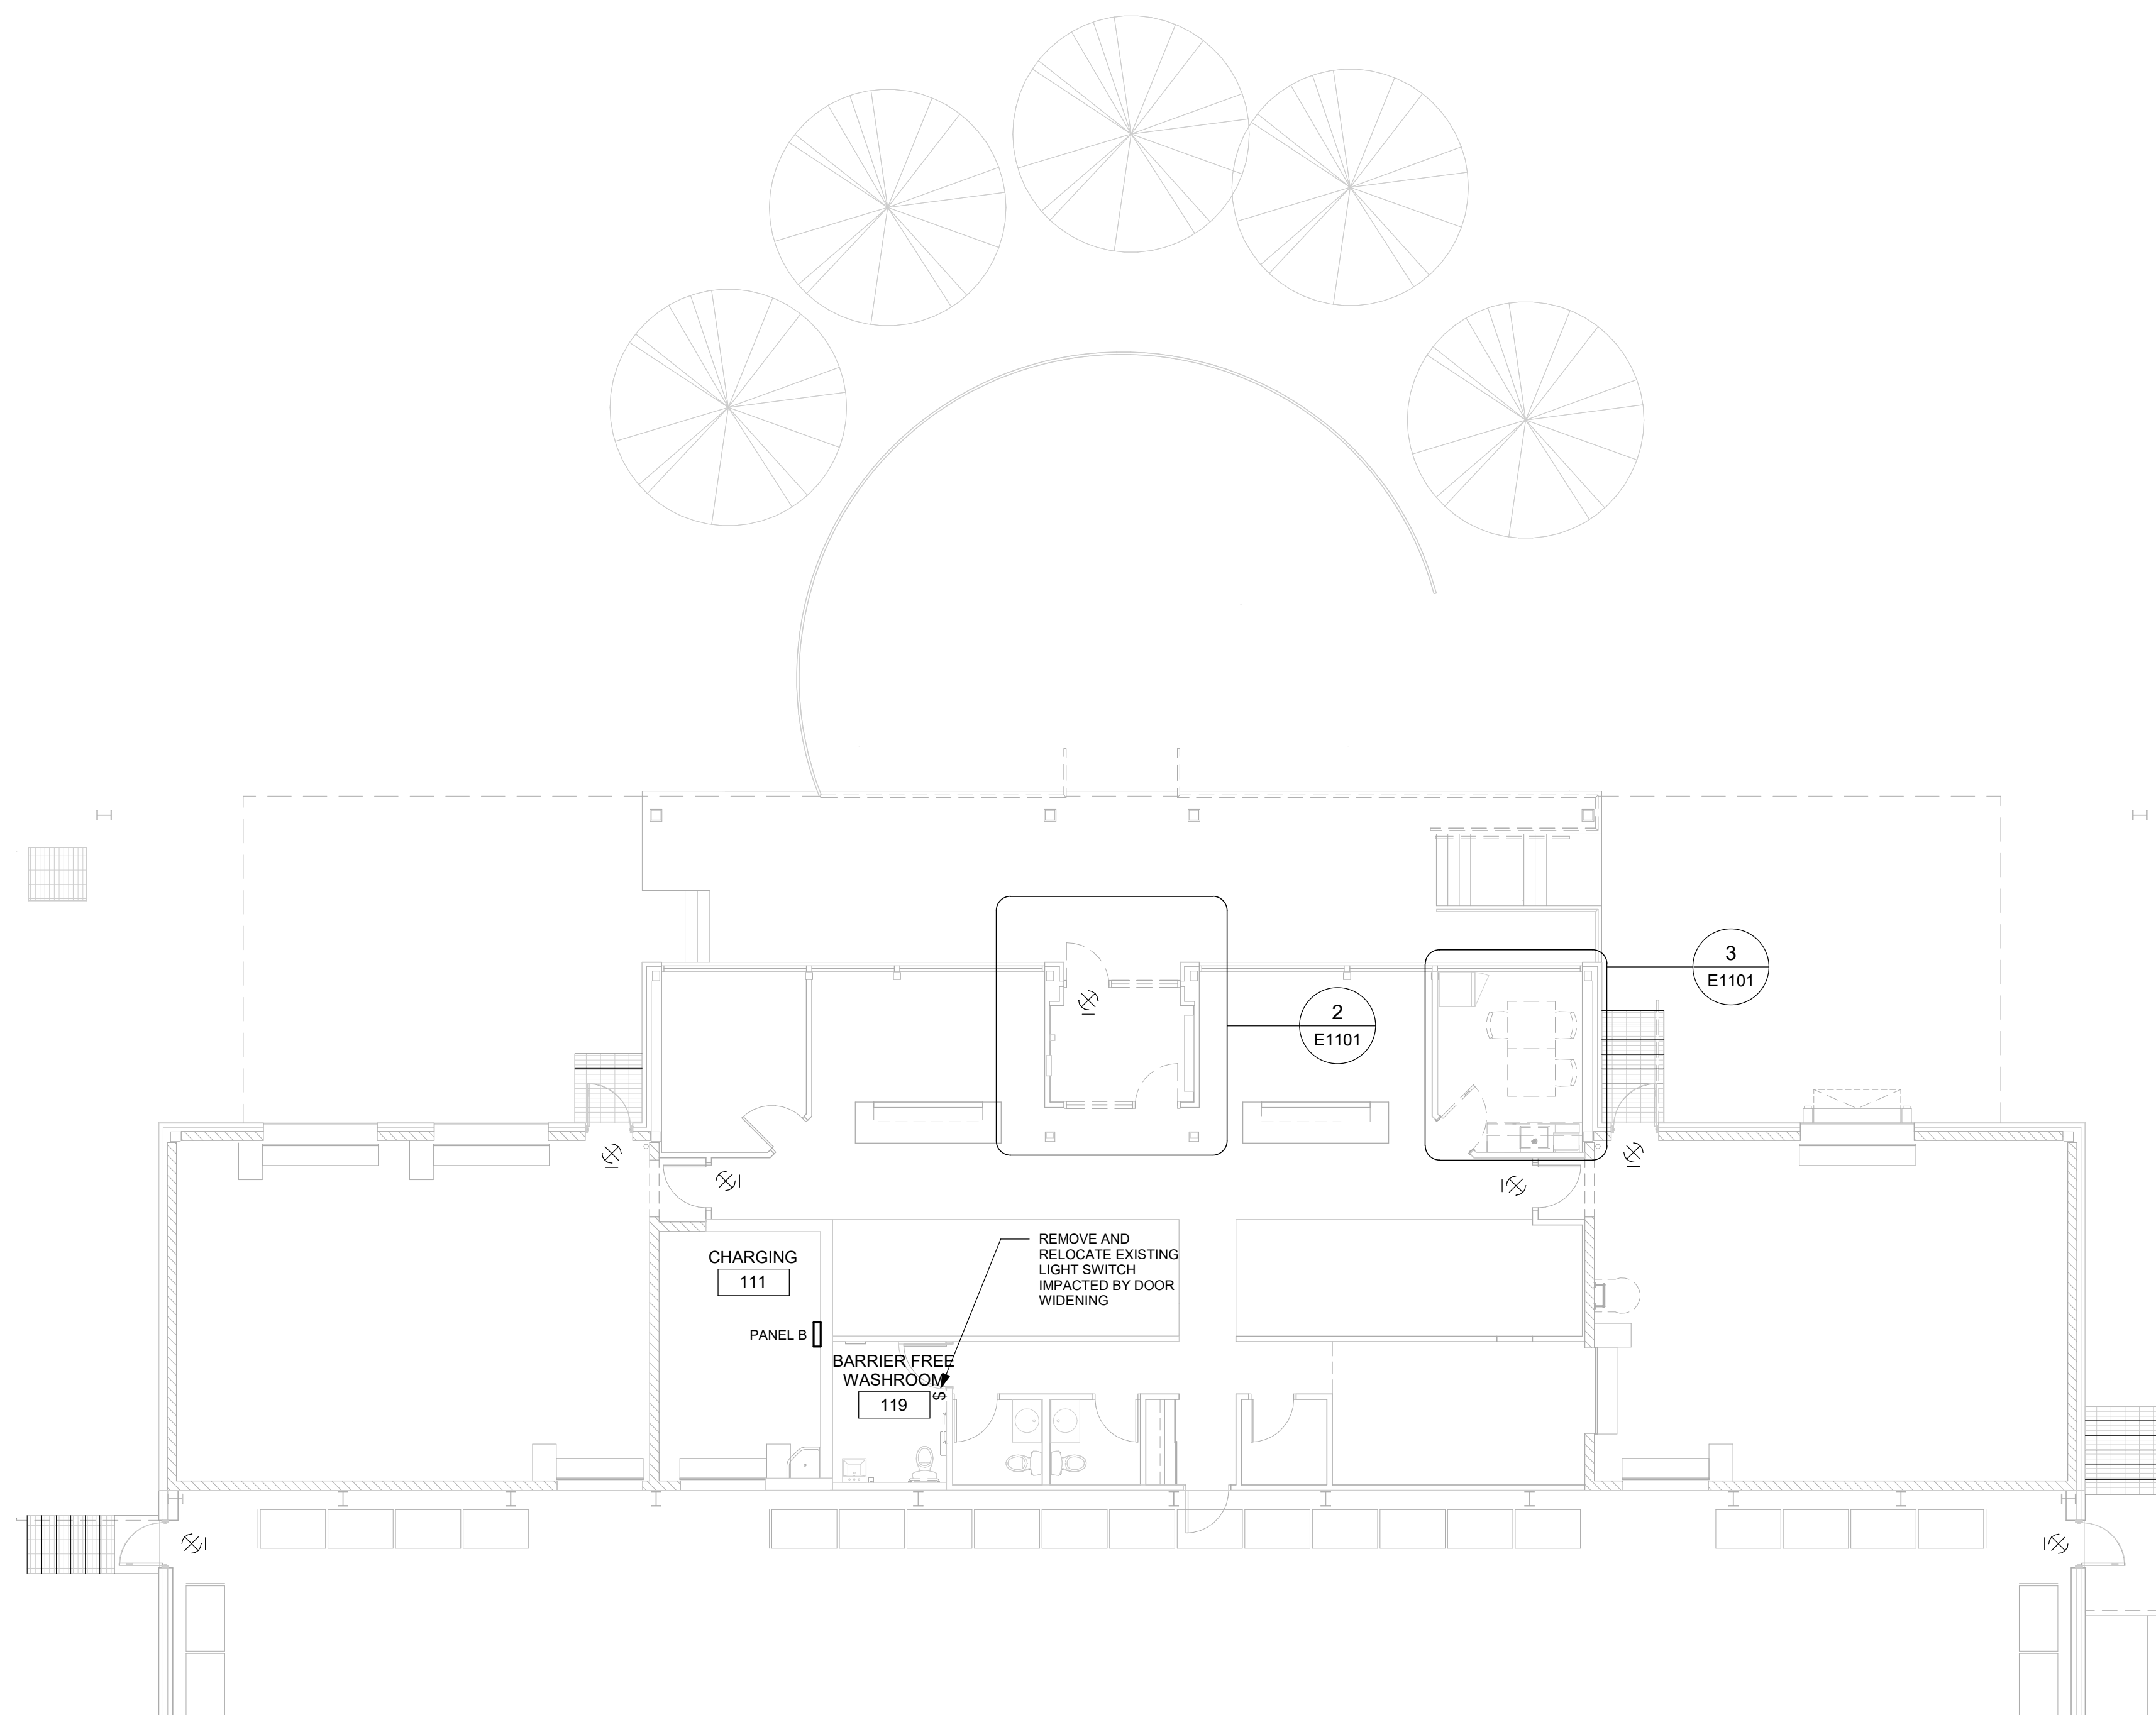 3
E1101
2
E1101
REMOVE AND
RELOCATE EXISTING
LIGHT SWITCH
IMPACTED BY DOOR
WIDENING
CHARGING
111
PANEL B
BARRIER FREE
WASHROOM
119
$